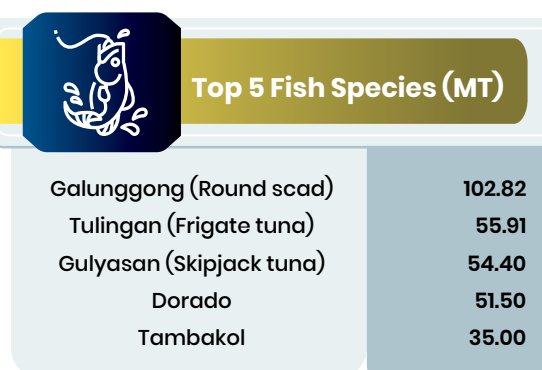 Top 5 Fish Species (MT)
Galunggong (Round scad) 102.82
Tulingan (Frigate tuna) 55.91
Gulyasan (Skipjack tuna) 54.40
Dorado 51.50
Tambakol 35.00